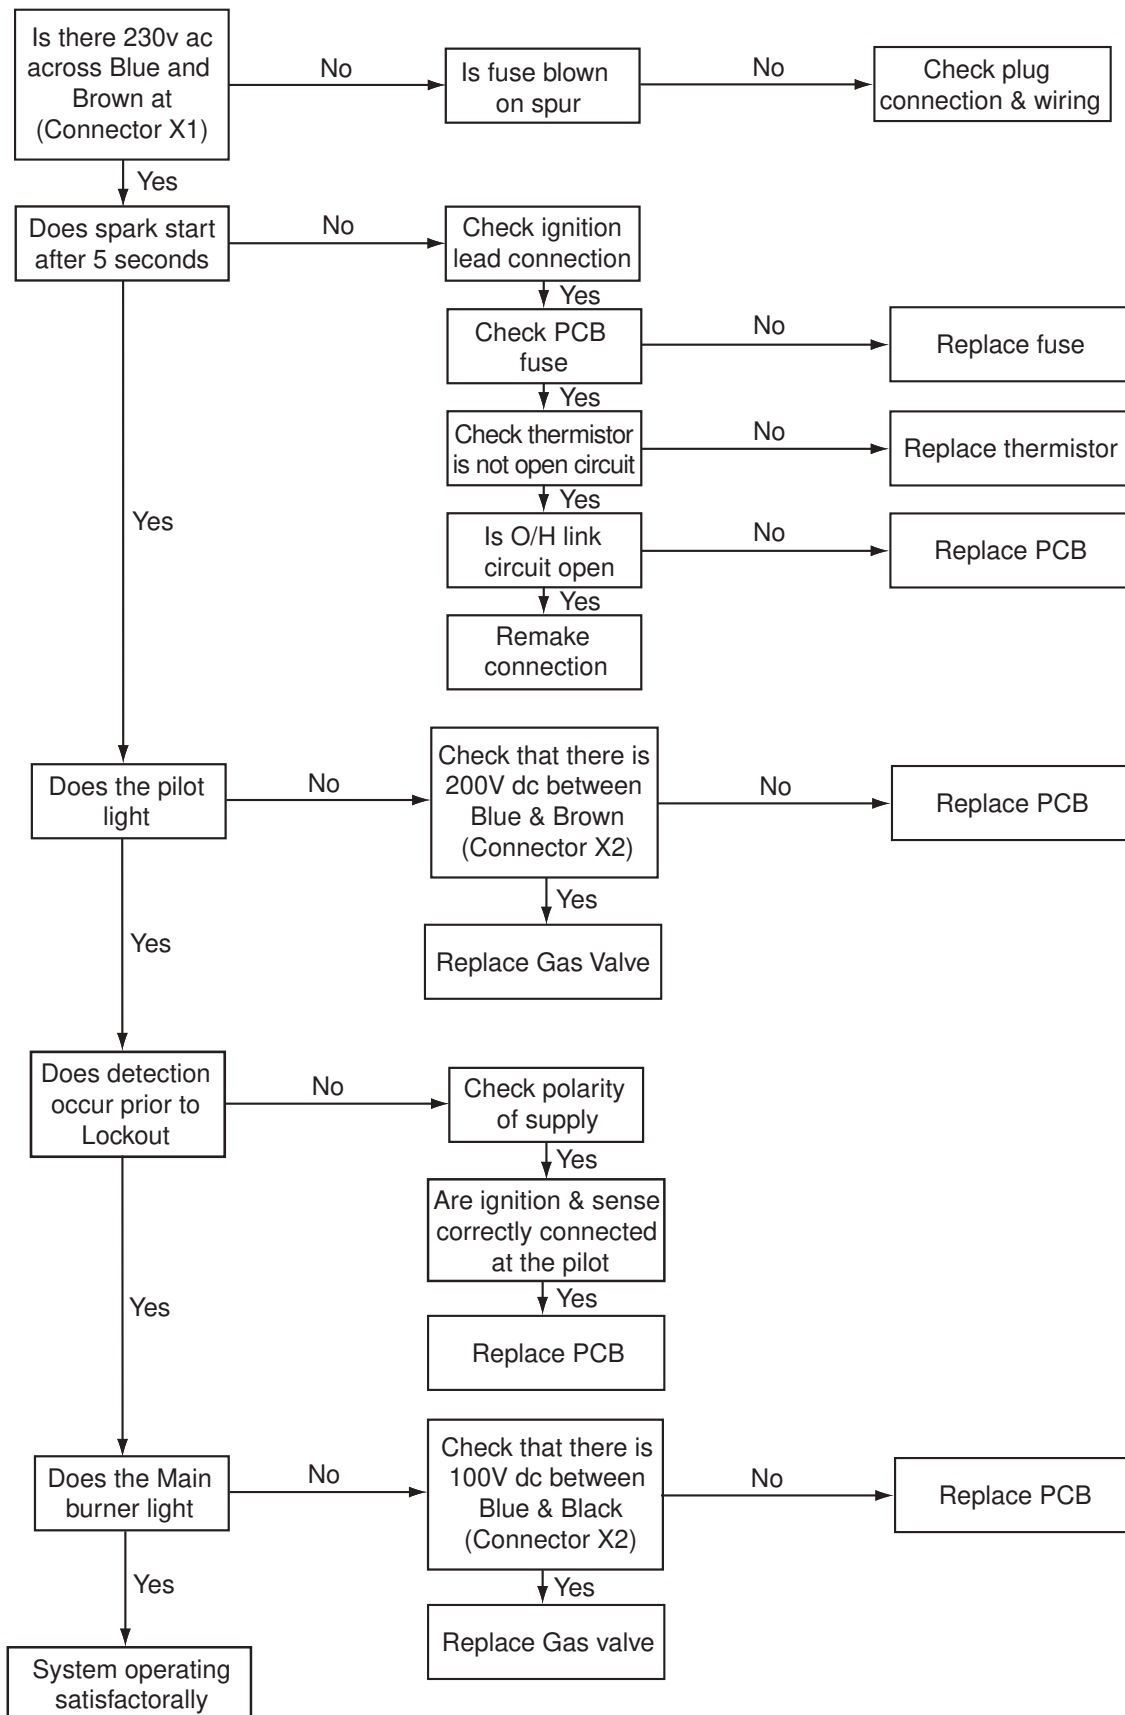 Is there 230v ac
across Blue and
Brown at
(Connector X1)
No
Is fuse blown
on spur
No
Check plug
connection & wiring
Yes
Does spark start
after 5 seconds
No
Check ignition
lead connection
Yes
Check PCB
fuse
No
Replace fuse
Yes
Check thermistor
is not open circuit
No
Replace thermistor
Yes
Is O/H link
circuit open
No
Replace PCB
Yes
Remake
connection
Yes
Does the pilot
light
No
Check that there is
200V dc between
Blue & Brown
(Connector X2)
No
Replace PCB
Yes
Replace Gas Valve
Yes
Does detection
occur prior to
Lockout
No
Check polarity
of supply
Yes
Are ignition & sense
correctly connected
at the pilot
Yes
Replace PCB
Yes
Does the Main
burner light
No
Check that there is
100V dc between
Blue & Black
(Connector X2)
No
Replace PCB
Yes
Replace Gas valve
Yes
System operating
satisfactorally